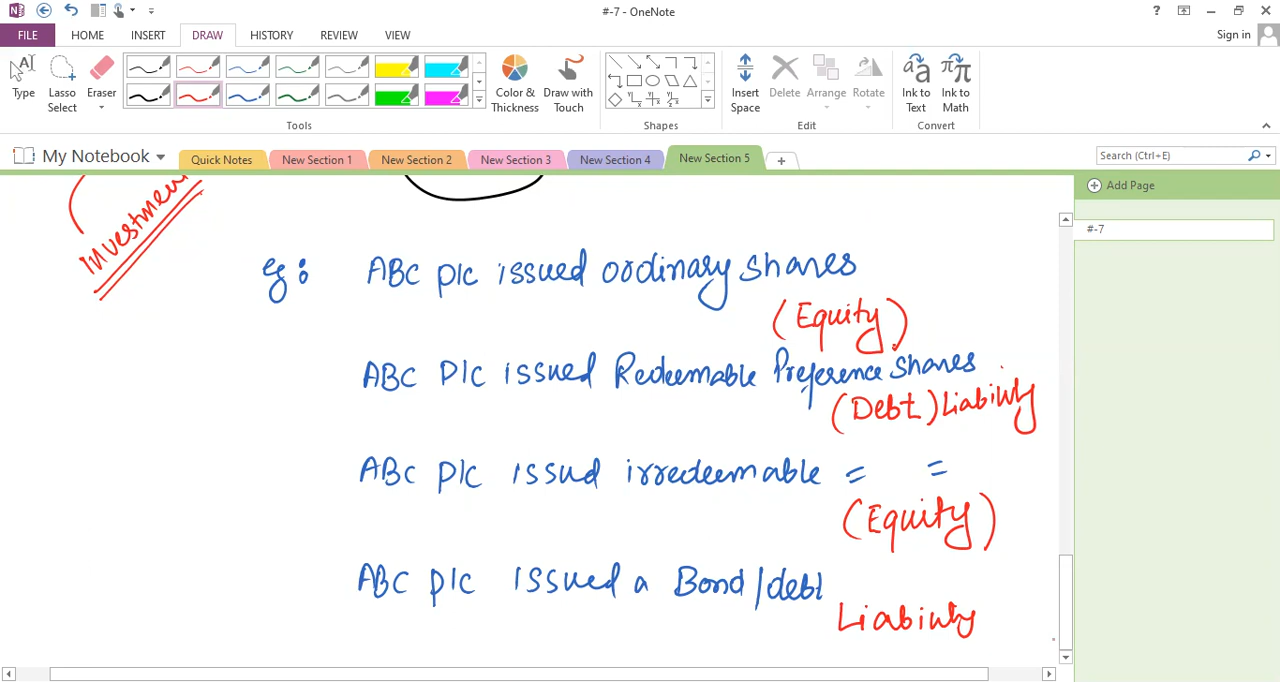 #-7 - OneNote
Sign in
FILE HOME INSERT DRAW HISTORY REVIEW VIEW
Type
Lasso Select
Eraser
Color & Thickness
Draw with Touch
Insert Space
Delete
Arrange
Rotate
Ink to Text
Ink to Math
Tools Shapes Edit Convert
My Notebook Quick Notes New Section 1 New Section 2 New Section 3 New Section 4 New Section 5
Search (Ctrl+E)
Add Page
#-7
Investmen
eg: ABC plc issued ordinary shares
(Equity)
ABC Plc issued Redeemable Preference shares
(Debt) Liability
ABC plc issud irredeemable = =
(Equity)
ABC plc issued a Bond/debt
Liability